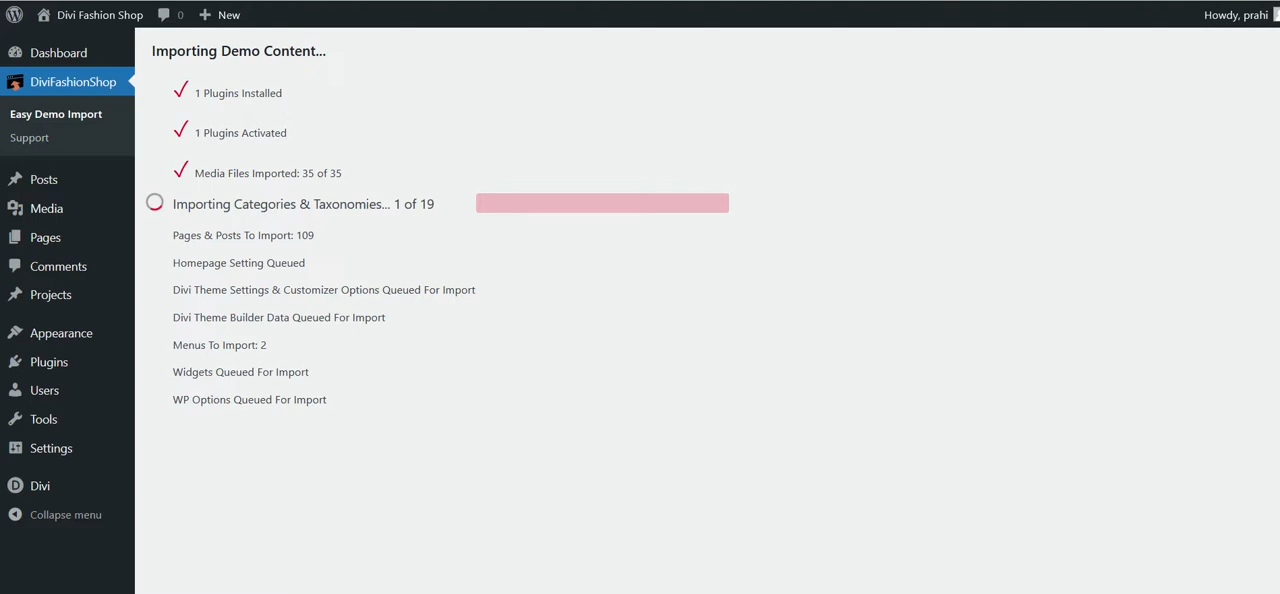 Divi Fashion Shop 0 New Howdy, prahi
Dashboard
DiviFashionShop
Easy Demo Import
Support
Posts
Media
Pages
Comments
Projects
Appearance
Plugins
Users
Tools
Settings
Divi
Collapse menu
Importing Demo Content...
1 Plugins Installed
1 Plugins Activated
Media Files Imported: 35 of 35
Importing Categories & Taxonomies... 1 of 19
Pages & Posts To Import: 109
Homepage Setting Queued
Divi Theme Settings & Customizer Options Queued For Import
Divi Theme Builder Data Queued For Import
Menus To Import: 2
Widgets Queued For Import
WP Options Queued For Import